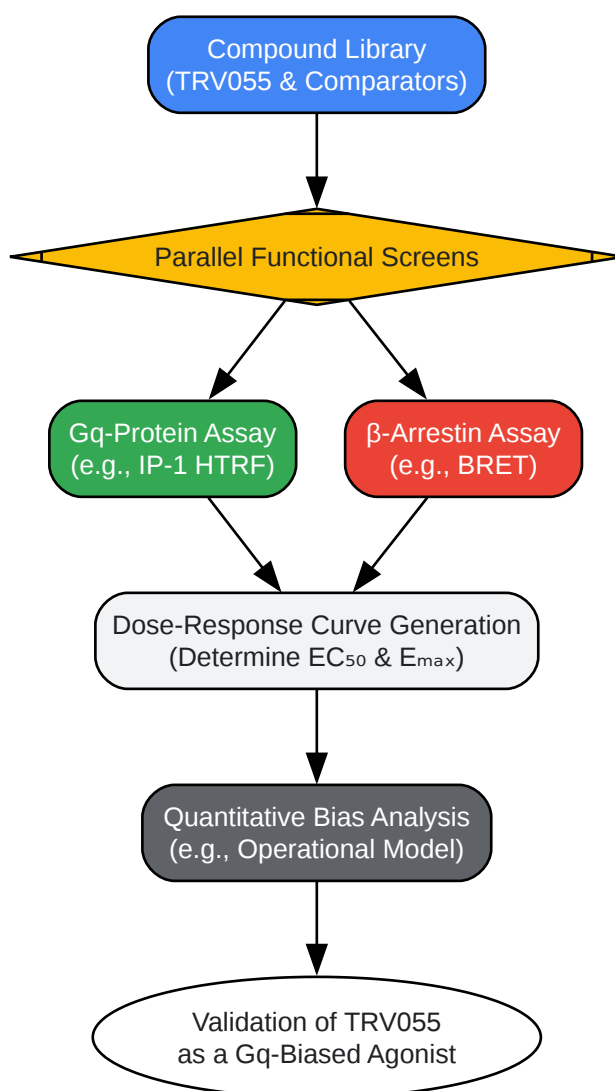 Compound Library
(TRV055 & Comparators)
Parallel Functional Screens
Gq-Protein Assay
(e.g., IP-1 HTRF)
β-Arrestin Assay
(e.g., BRET)
Dose-Response Curve Generation
(Determine EC₅₀ & Eₘₐₓ)
Quantitative Bias Analysis
(e.g., Operational Model)
Validation of TRV055
as a Gq-Biased Agonist